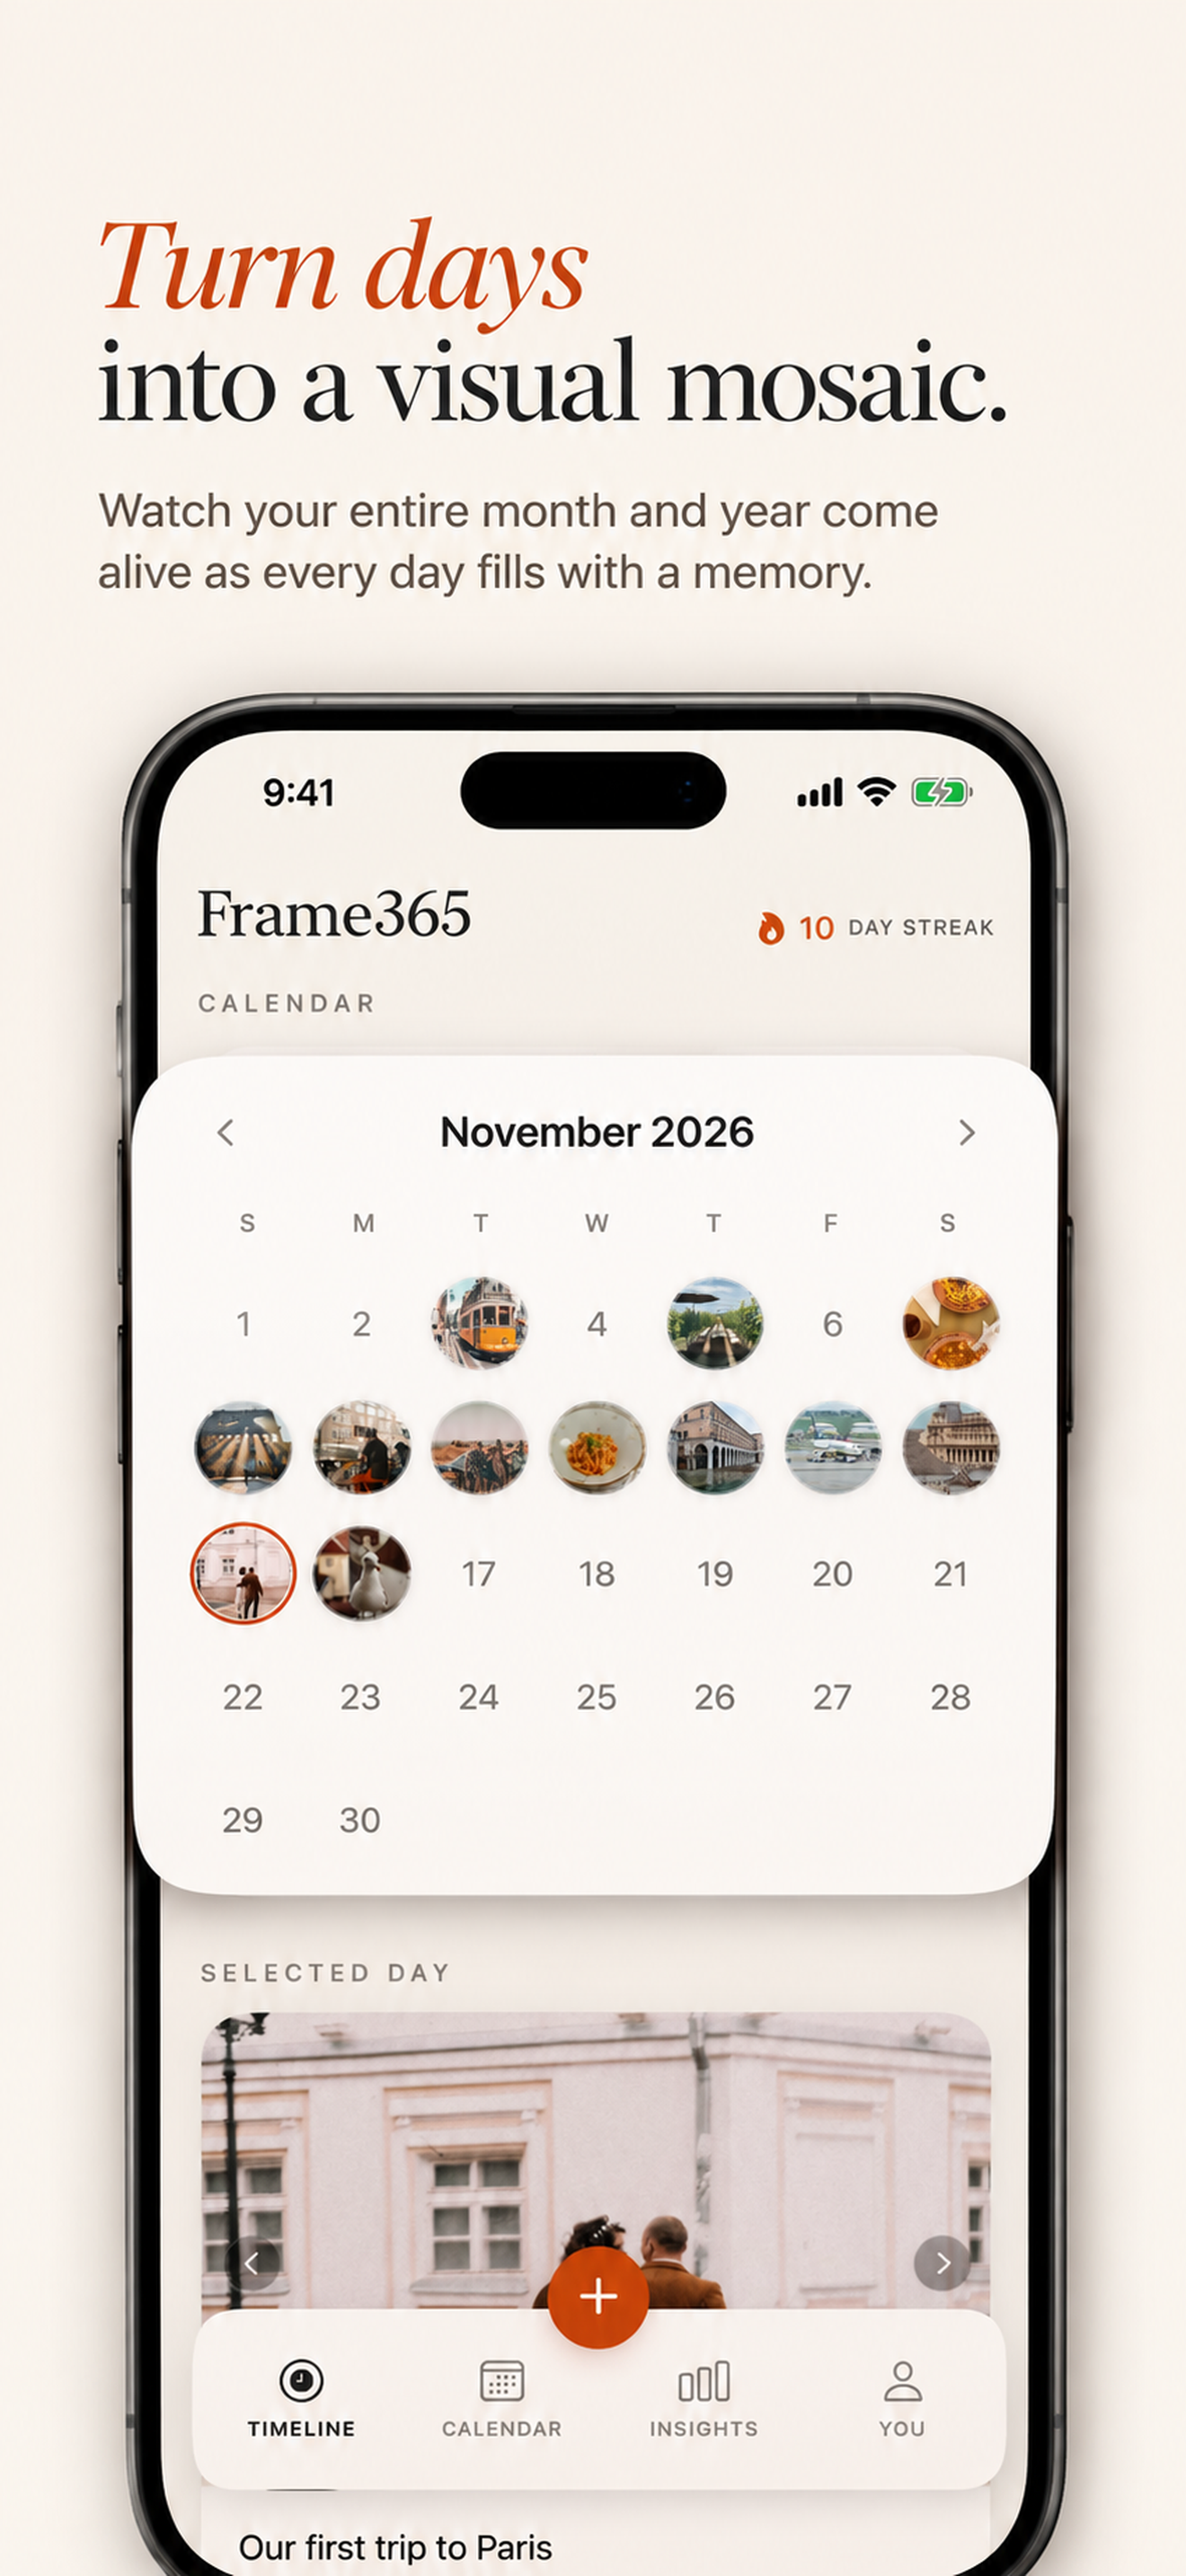 Turn days
into a visual mosaic.
Watch your entire month and year come
alive as every day fills with a memory.
9:41
Frame365
10 DAY STREAK
CALENDAR
November 2026
S M T W T F S
1 2 4 6
17 18 19 20 21
22 23 24 25 26 27 28
29 30
SELECTED DAY
TIMELINE CALENDAR INSIGHTS YOU
Our first trip to Paris